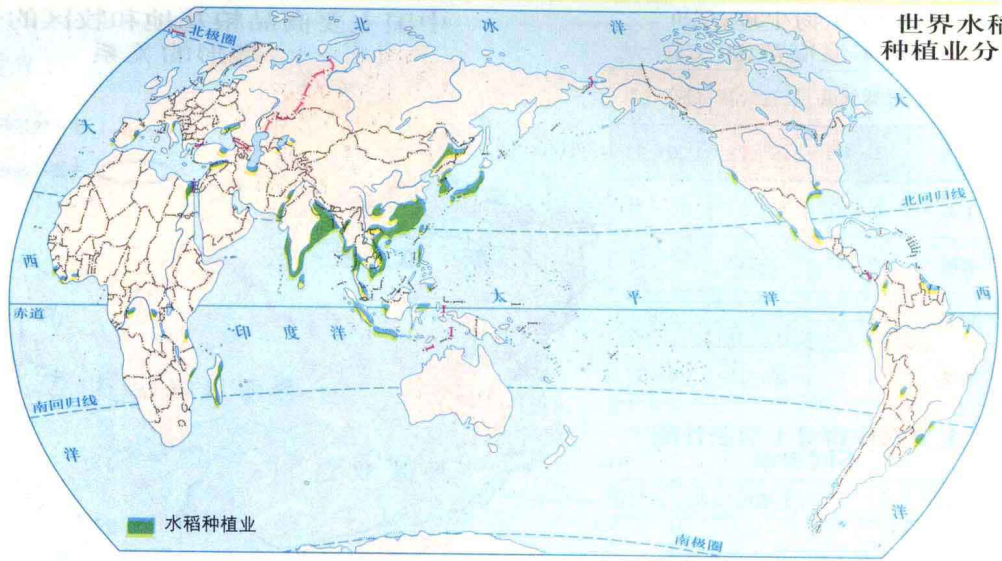 世界水稻
种植业分
北极圈
北
冰
洋
大
大
北回归线
西
太
平
洋
西
赤道
印
度
洋
南回归线
洋
洋
水稻种植业
南极圈